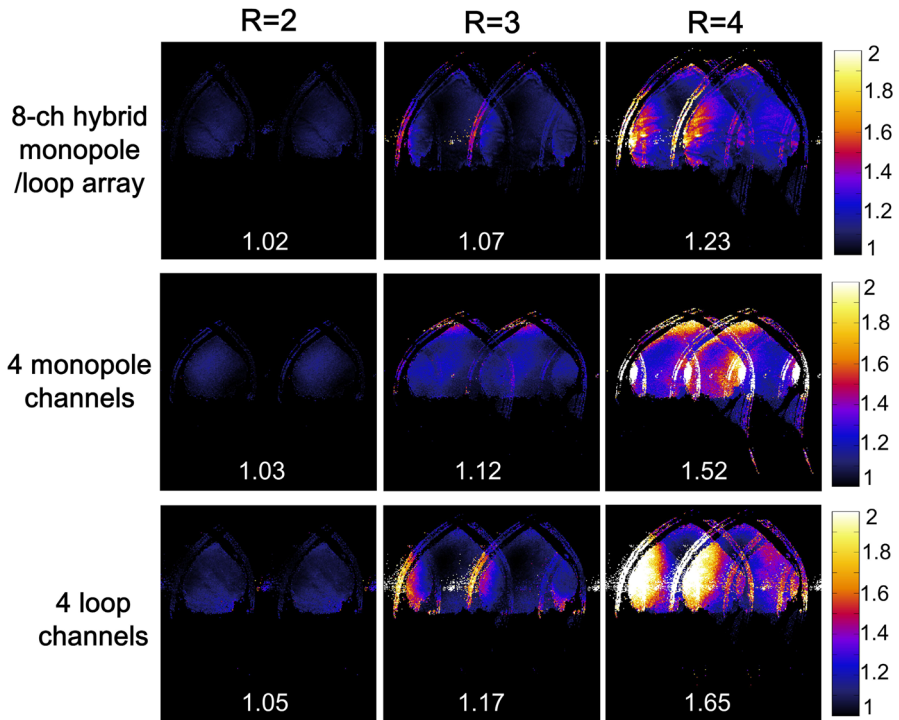 R=2 R=3 R=4
8-ch hybrid
monopole
/loop array
1.02 1.07 1.23
2
1.8
1.6
1.4
1.2
1
4 monopole
channels
1.03 1.12 1.52
2
1.8
1.6
1.4
1.2
1
4 loop
channels
1.05 1.17 1.65
2
1.8
1.6
1.4
1.2
1